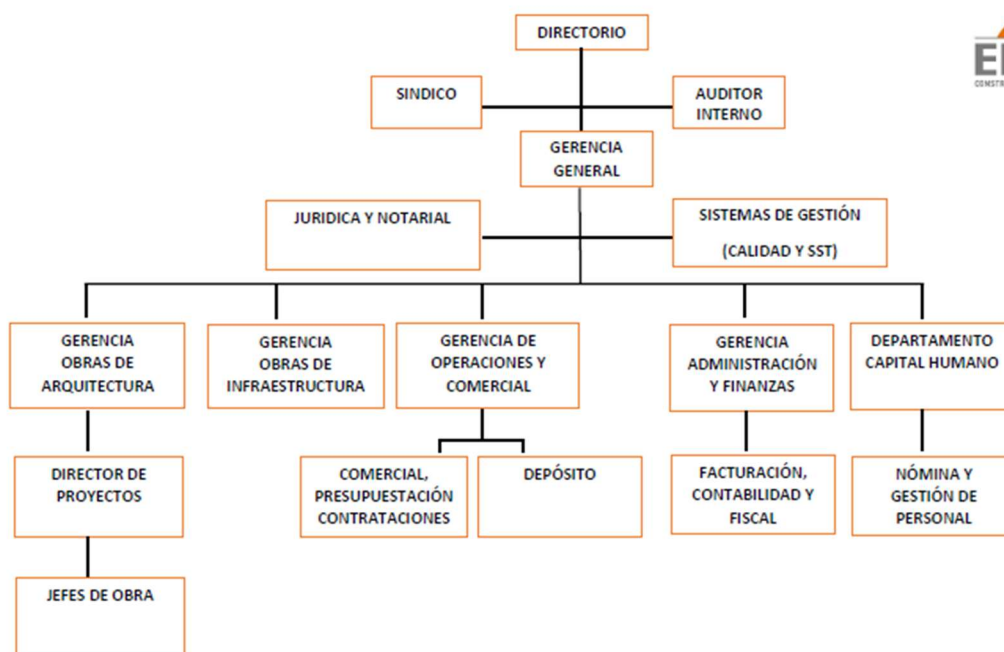 DIRECTORIO
SINDICO
AUDITOR
INTERNO
GERENCIA
GENERAL
JURIDICA Y NOTARIAL
SISTEMAS DE GESTIÓN
(CALIDAD Y SST)
GERENCIA
OBRAS DE
ARQUITECTURA
GERENCIA
OBRAS DE
INFRAESTRUCTURA
GERENCIA DE
OPERACIONES Y
COMERCIAL
GERENCIA
ADMINISTRACIÓN
Y FINANZAS
DEPARTAMENTO
CAPITAL HUMANO
DIRECTOR DE
PROYECTOS
COMERCIAL,
PRESUPUESTACIÓN
CONTRATACIONES
DEPÓSITO
FACTURACIÓN,
CONTABILIDAD Y
FISCAL
NÓMINA Y
GESTIÓN DE
PERSONAL
JEFES DE OBRA